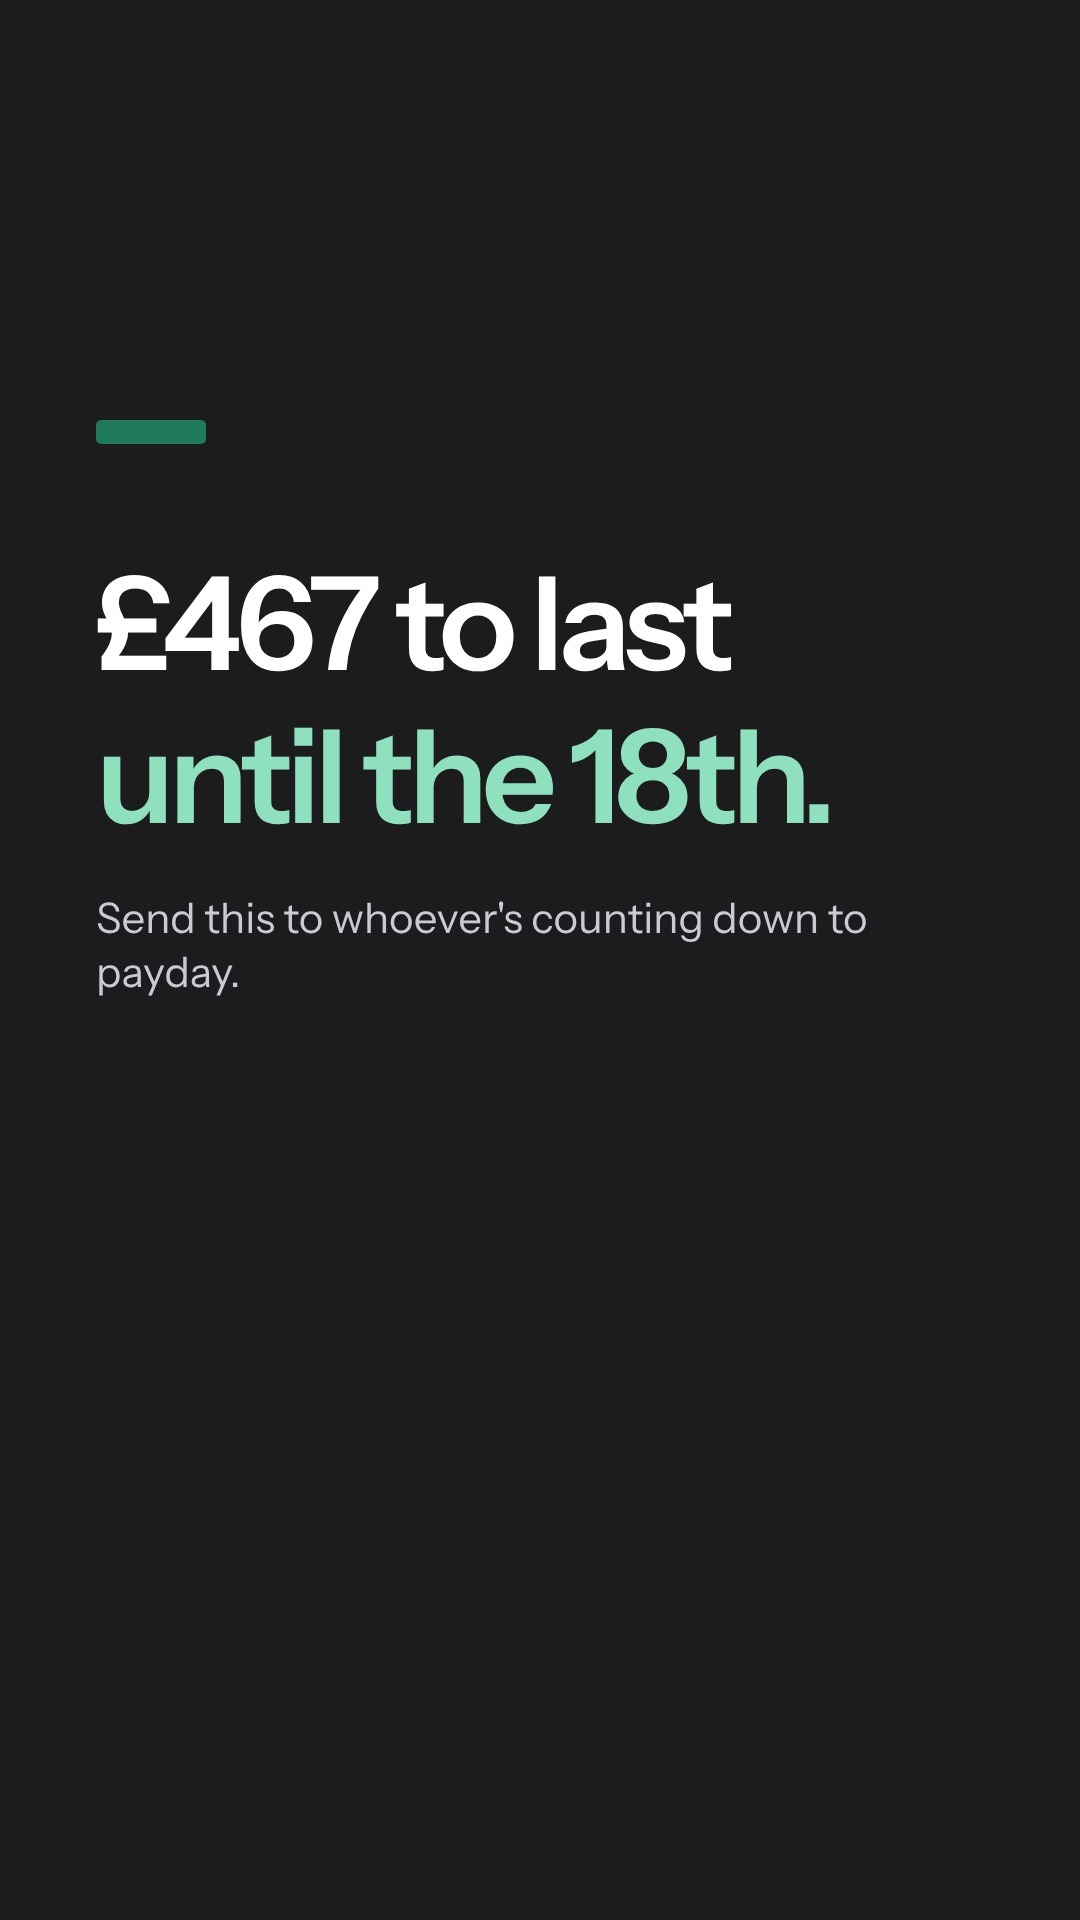 £467 to last
until the 18th.
Send this to whoever's counting down to
payday.